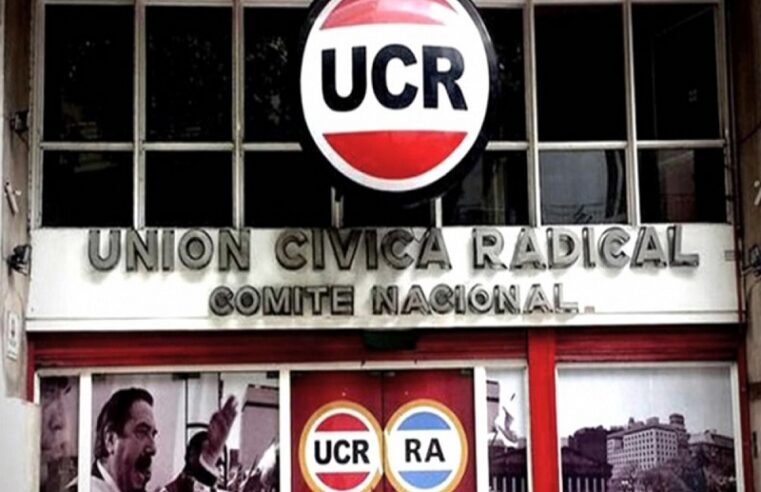 UCR
UNION CIVICA RADICAL
COMITE NACIONAL
UCR RA